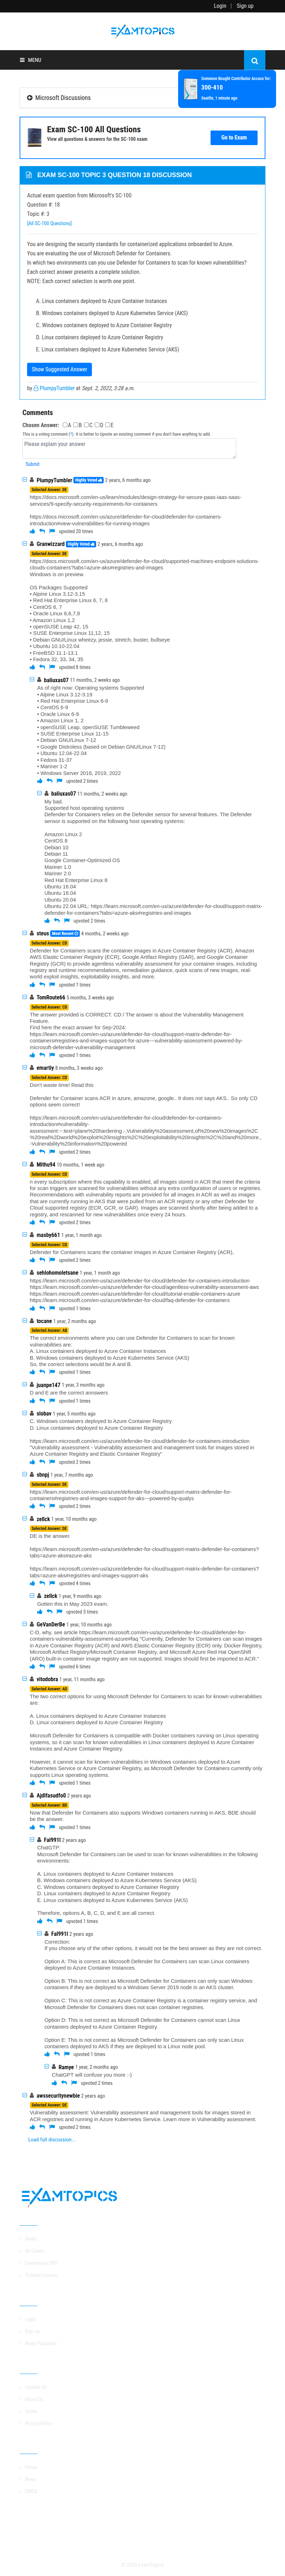 Login | Sign up
EXAMTOPICS
MENU
Someone Bought Contributor Access for:
300-410
Seattle, 1 minute ago
Microsoft Discussions
Exam SC-100 All Questions
View all questions & answers for the SC-100 exam
Go to Exam
EXAM SC-100 TOPIC 3 QUESTION 18 DISCUSSION
Actual exam question from Microsoft's SC-100
Question #: 18
Topic #: 3
[All SC-100 Questions]
You are designing the security standards for containerized applications onboarded to Azure.
You are evaluating the use of Microsoft Defender for Containers.
In which two environments can you use Defender for Containers to scan for known vulnerabilities?
Each correct answer presents a complete solution.
NOTE: Each correct selection is worth one point.
A. Linux containers deployed to Azure Container Instances
B. Windows containers deployed to Azure Kubernetes Service (AKS)
C. Windows containers deployed to Azure Container Registry
D. Linux containers deployed to Azure Container Registry
E. Linux containers deployed to Azure Kubernetes Service (AKS)
Show Suggested Answer
by PlumpyTumbler at Sept. 2, 2022, 3:28 a.m.
Comments
Chosen Answer: A B C D E
This is a voting comment (?). It is better to Upvote an existing comment if you don't have anything to add.
Please explain your answer
Submit
PlumpyTumbler Highly Voted 2 years, 6 months ago
Selected Answer: DE
https://docs.microsoft.com/en-us/learn/modules/design-strategy-for-secure-paas-iaas-saas-
services/9-specify-security-requirements-for-containers
https://docs.microsoft.com/en-us/azure/defender-for-cloud/defender-for-containers-
introduction#view-vulnerabilities-for-running-images
upvoted 20 times
Granwizzard Highly Voted 2 years, 6 months ago
Selected Answer: DE
https://docs.microsoft.com/en-us/azure/defender-for-cloud/supported-machines-endpoint-solutions-
clouds-containers?tabs=azure-aks#registries-and-images
Windows is on preview.
OS Packages Supported
• Alpine Linux 3.12-3.15
• Red Hat Enterprise Linux 6, 7, 8
• CentOS 6, 7
• Oracle Linux 6,6,7,8
• Amazon Linux 1,2
• openSUSE Leap 42, 15
• SUSE Enterprise Linux 11,12, 15
• Debian GNU/Linux wheezy, jessie, stretch, buster, bullseye
• Ubuntu 10.10-22.04
• FreeBSD 11.1-13.1
• Fedora 32, 33, 34, 35
upvoted 8 times
baliuxas07 11 months, 2 weeks ago
As of right now: Operating systems Supported
• Alpine Linux 3.12-3.19
• Red Hat Enterprise Linux 6-9
• CentOS 6-9
• Oracle Linux 6-9
• Amazon Linux 1, 2
• openSUSE Leap, openSUSE Tumbleweed
• SUSE Enterprise Linux 11-15
• Debian GNU/Linux 7-12
• Google Distroless (based on Debian GNU/Linux 7-12)
• Ubuntu 12.04-22.04
• Fedora 31-37
• Mariner 1-2
• Windows Server 2016, 2019, 2022
upvoted 2 times
baliuxas07 11 months, 2 weeks ago
My bad.
Supported host operating systems
Defender for Containers relies on the Defender sensor for several features. The Defender
sensor is supported on the following host operating systems:
Amazon Linux 2
CentOS 8
Debian 10
Debian 11
Google Container-Optimized OS
Mariner 1.0
Mariner 2.0
Red Hat Enterprise Linux 8
Ubuntu 16.04
Ubuntu 18.04
Ubuntu 20.04
Ubuntu 22.04 URL: https://learn.microsoft.com/en-us/azure/defender-for-cloud/support-matrix-
defender-for-containers?tabs=azure-aks#registries-and-images
upvoted 2 times
steus Most Recent 4 months, 2 weeks ago
Selected Answer: CD
Defender for Containers scans the container images in Azure Container Registry (ACR), Amazon
AWS Elastic Container Registry (ECR), Google Artifact Registry (GAR), and Google Container
Registry (GCR) to provide agentless vulnerability assessment for your container images, including
registry and runtime recommendations, remediation guidance, quick scans of new images, real-
world exploit insights, exploitability insights, and more.
upvoted 1 times
TomRoute66 5 months, 3 weeks ago
Selected Answer: CD
The answer provided is CORRECT. CD / The answer is about the Vulnerability Management
Feature.
Find here the exact answer for Sep-2024:
https://learn.microsoft.com/en-us/azure/defender-for-cloud/support-matrix-defender-for-
containers#registries-and-images-support-for-azure---vulnerability-assessment-powered-by-
microsoft-defender-vulnerability-management
upvoted 1 times
emartiy 8 months, 3 weeks ago
Selected Answer: CD
Don't waste time! Read this
Defender for Container scans ACR in azure, amazone, google.. It does not says AKS.. So only CD
options seem correct!
https://learn.microsoft.com/en-us/azure/defender-for-cloud/defender-for-containers-
introduction#vulnerability-
assessment:~:text=plane%20hardening.-,Vulnerability%20assessment,of%20new%20images%2C
%20real%2Dworld%20exploit%20insights%2C%20exploitability%20insights%2C%20and%20more.,
-Vulnerability%20information%20powered
upvoted 2 times
Mithu94 10 months, 1 week ago
Selected Answer: CD
n every subscription where this capability is enabled, all images stored in ACR that meet the criteria
for scan triggers are scanned for vulnerabilities without any extra configuration of users or registries.
Recommendations with vulnerability reports are provided for all images in ACR as well as images
that are currently running in AKS that were pulled from an ACR registry or any other Defender for
Cloud supported registry (ECR, GCR, or GAR). Images are scanned shortly after being added to a
registry, and rescanned for new vulnerabilities once every 24 hours.
upvoted 2 times
masby661 1 year, 1 month ago
Selected Answer: CD
Defender for Containers scans the container images in Azure Container Registry (ACR),
upvoted 2 times
sehlohomoletsane 1 year, 1 month ago
https://learn.microsoft.com/en-us/azure/defender-for-cloud/defender-for-containers-introduction
https://learn.microsoft.com/en-us/azure/defender-for-cloud/agentless-vulnerability-assessment-aws
https://learn.microsoft.com/en-us/azure/defender-for-cloud/tutorial-enable-containers-azure
https://learn.microsoft.com/en-us/azure/defender-for-cloud/faq-defender-for-containers
upvoted 1 times
tocane 1 year, 2 months ago
Selected Answer: AB
The correct environments where you can use Defender for Containers to scan for known
vulnerabilities are:
A. Linux containers deployed to Azure Container Instances
B. Windows containers deployed to Azure Kubernetes Service (AKS)
So, the correct selections would be A and B.
upvoted 1 times
juanpe147 1 year, 3 months ago
D and E are the correct annswers
upvoted 1 times
slobav 1 year, 5 months ago
C. Windows containers deployed to Azure Container Registry
D. Linux containers deployed to Azure Container Registry
https://learn.microsoft.com/en-us/azure/defender-for-cloud/defender-for-containers-introduction
"Vulnerability assessment - Vulnerability assessment and management tools for images stored in
Azure Container Registry and Elastic Container Registry"
upvoted 2 times
sbnpj 1 year, 7 months ago
Selected Answer: DE
https://learn.microsoft.com/en-us/azure/defender-for-cloud/support-matrix-defender-for-
containers#registries-and-images-support-for-aks---powered-by-qualys
upvoted 2 times
zellck 1 year, 10 months ago
Selected Answer: DE
DE is the answer.
https://learn.microsoft.com/en-us/azure/defender-for-cloud/support-matrix-defender-for-containers?
tabs=azure-aks#azure-aks
https://learn.microsoft.com/en-us/azure/defender-for-cloud/support-matrix-defender-for-containers?
tabs=azure-aks#registries-and-images-support-aks
upvoted 4 times
zellck 1 year, 9 months ago
Gotten this in May 2023 exam.
upvoted 5 times
GeVanDerBe 1 year, 10 months ago
C-D, why, see article https://learn.microsoft.com/en-us/azure/defender-for-cloud/defender-for-
containers-vulnerability-assessment-azure#faq "Currently, Defender for Containers can scan images
in Azure Container Registry (ACR) and AWS Elastic Container Registry (ECR) only. Docker Registry,
Microsoft Artifact Registry/Microsoft Container Registry, and Microsoft Azure Red Hat OpenShift
(ARO) built-in container image registry are not supported. Images should first be imported to ACR."
upvoted 6 times
vitodobra 1 year, 11 months ago
Selected Answer: AD
The two correct options for using Microsoft Defender for Containers to scan for known vulnerabilities
are:
A. Linux containers deployed to Azure Container Instances
D. Linux containers deployed to Azure Container Registry
Microsoft Defender for Containers is compatible with Docker containers running on Linux operating
systems, so it can scan for known vulnerabilities in Linux containers deployed to Azure Container
Instances and Azure Container Registry.
However, it cannot scan for known vulnerabilities in Windows containers deployed to Azure
Kubernetes Service or Azure Container Registry, as Microsoft Defender for Containers only currently
supports Linux operating systems.
upvoted 1 times
Ajdlfasudfo0 2 years ago
Selected Answer: BD
Now that Defender for Containers also supports Windows containers running in AKS, BDE should
be the answer.
upvoted 1 times
Fal991l 2 years ago
ChatGTP:
Microsoft Defender for Containers can be used to scan for known vulnerabilities in the following
environments:
A. Linux containers deployed to Azure Container Instances
B. Windows containers deployed to Azure Kubernetes Service (AKS)
C. Windows containers deployed to Azure Container Registry
D. Linux containers deployed to Azure Container Registry
E. Linux containers deployed to Azure Kubernetes Service (AKS)
Therefore, options A, B, C, D, and E are all correct.
upvoted 1 times
Fal991l 2 years ago
Correction:
If you must choose any of the other options, it would not be the best answer as they are not correct.
Option A: This is correct as Microsoft Defender for Containers can scan Linux containers
deployed to Azure Container Instances.
Option B: This is not correct as Microsoft Defender for Containers can only scan Windows
containers if they are deployed to a Windows Server 2019 node in an AKS cluster.
Option C: This is not correct as Azure Container Registry is a container registry service, and
Microsoft Defender for Containers does not scan container registries.
Option D: This is not correct as Microsoft Defender for Containers cannot scan Linux
containers deployed to Azure Container Registry.
Option E: This is not correct as Microsoft Defender for Containers can only scan Linux
containers deployed to AKS if they are deployed to a Linux node pool.
upvoted 1 times
Ramye 1 year, 2 months ago
ChatGPT will confuse you more :-)
upvoted 2 times
awssecuritynewbie 2 years ago
Selected Answer: DE
Vulnerability assessment: Vulnerability assessment and management tools for images stored in
ACR registries and running in Azure Kubernetes Service. Learn more in Vulnerability assessment.
upvoted 2 times
Load full discussion...
EXAMTOPICS